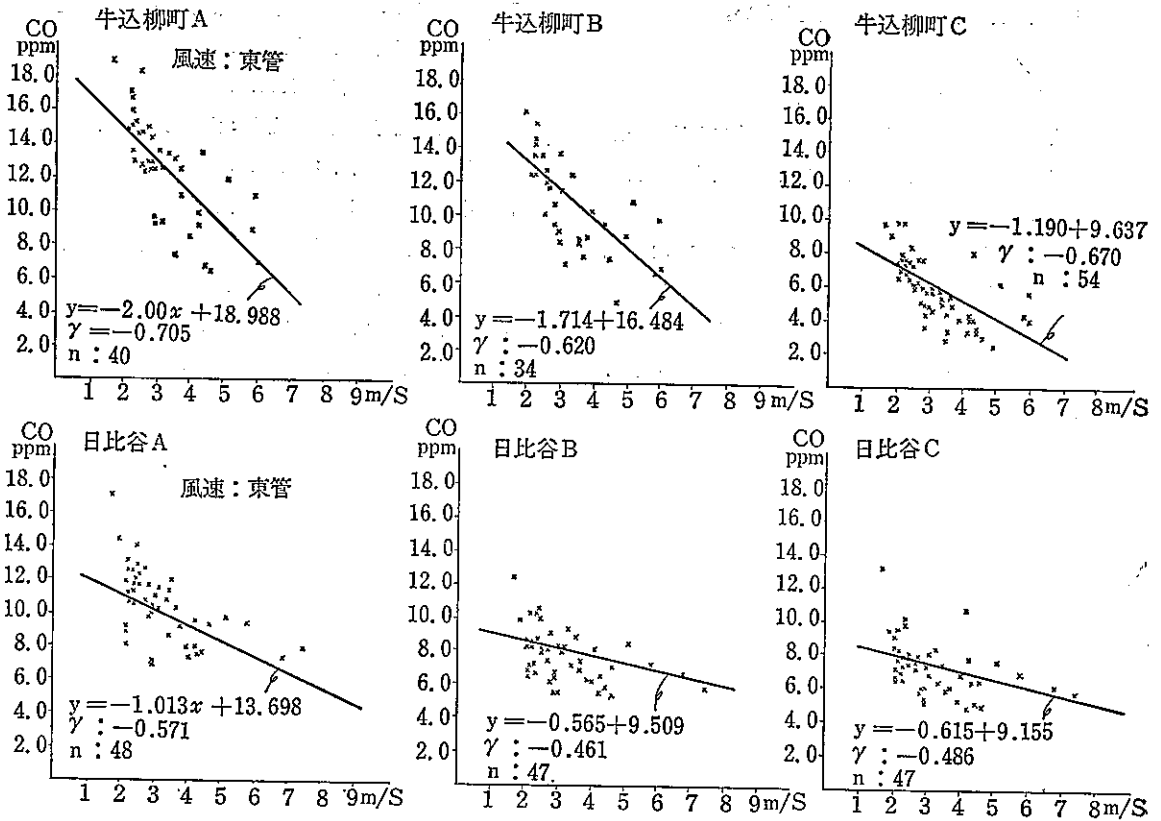 牛込柳町A
CO
ppm
風速：東管
18.0
16.0
14.0
12.0
10.0
8.0
6.0
4.0
2.0
y=-2.00x+18.988
γ=-0.705
n：40
1 2 3 4 5 6 7 8 9m/S
牛込柳町B
CO
ppm
18.0
16.0
14.0
12.0
10.0
8.0
6.0
4.0
2.0
y=-1.714+16.484
γ：-0.620
n：34
1 2 3 4 5 6 7 8 9m/S
牛込柳町C
CO
ppm
18.0
16.0
14.0
12.0
10.0
8.0
6.0
4.0
2.0
y=-1.190+9.637
γ：-0.670
n：54
1 2 3 4 5 6 7 8m/S
日比谷A
CO
ppm
風速：東管
18.0
16.0
14.0
12.0
10.0
8.0
6.0
4.0
2.0
y=-1.013x+13.698
γ：-0.571
n：48
1 2 3 4 5 6 7 8 9m/S
日比谷B
CO
ppm
18.0
16.0
14.0
12.0
10.0
8.0
6.0
4.0
2.0
y=-0.565+9.509
γ：-0.461
n：47.
1 2 3 4 5 6 7 8 9m/S
日比谷C
CO
ppm
18.0
16.0
14.0
12.0
10.0
8.0
6.0
4.0
2.0
y=-0.615+9.155
γ：-0.486
n：47
1 2 3 4 5 6 7 8m/S